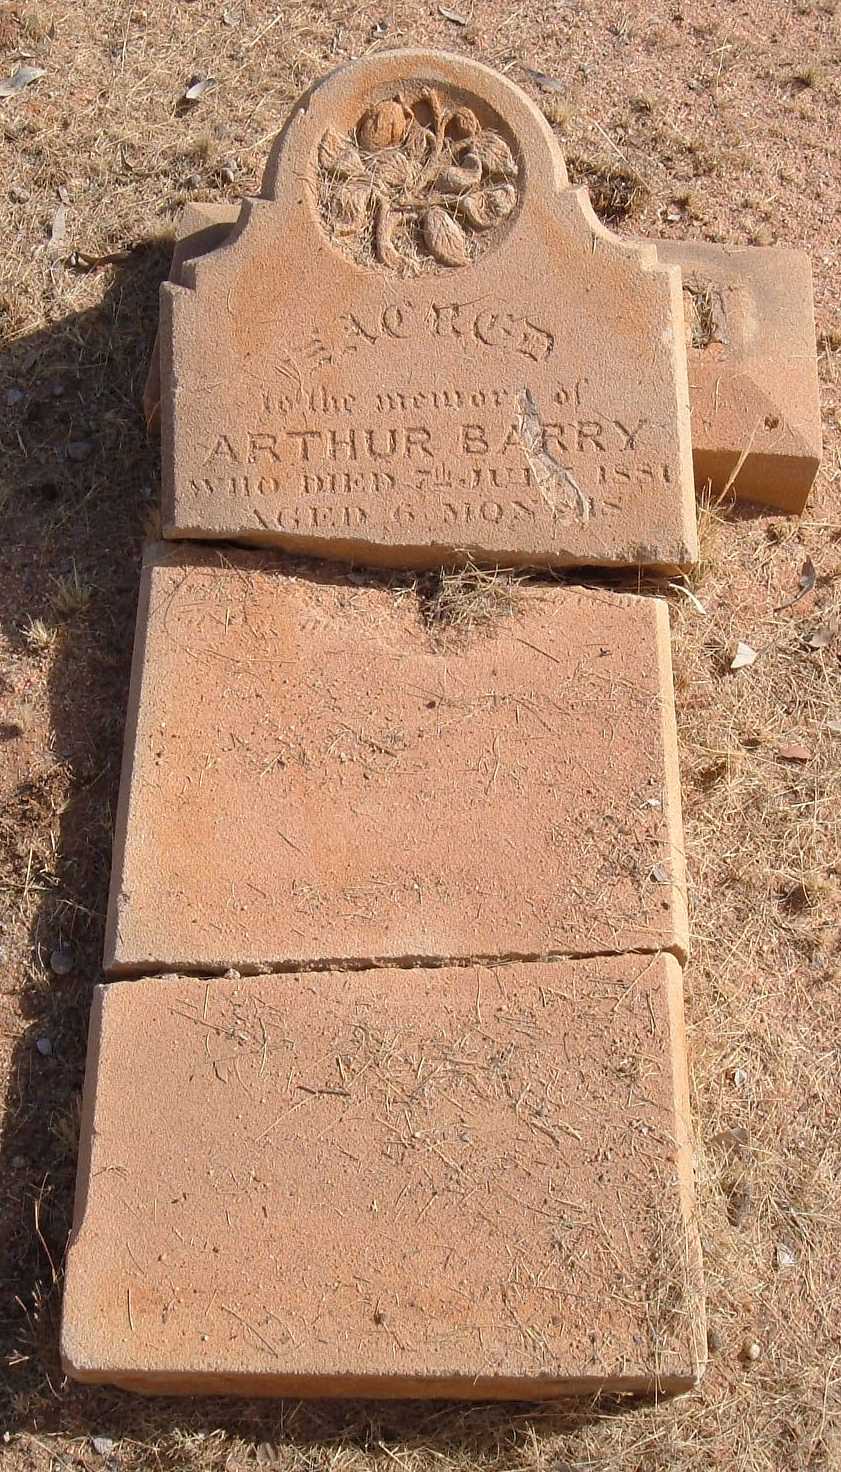 SACRED
to the memory of
ARTHUR BARRY
WHO DIED 7th JULY 1881
AGED 6 MONTHS